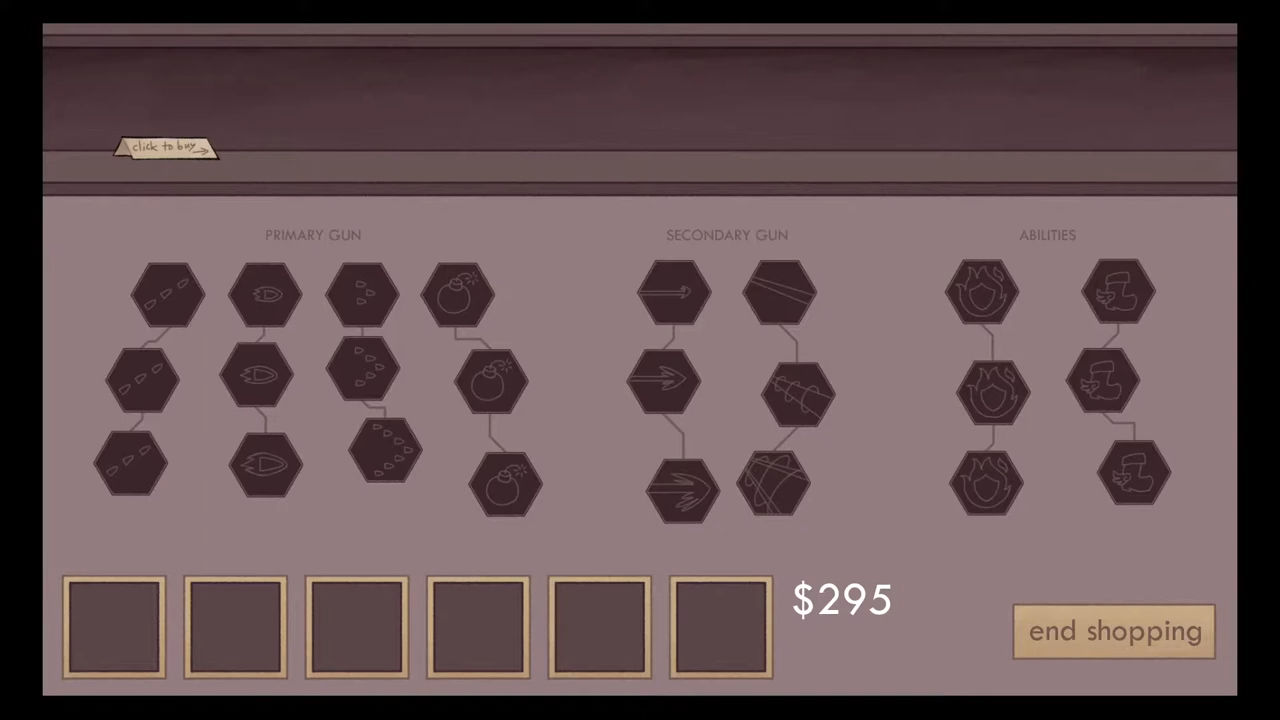 click to buy
PRIMARY GUN
SECONDARY GUN
ABILITIES
$295
end shopping